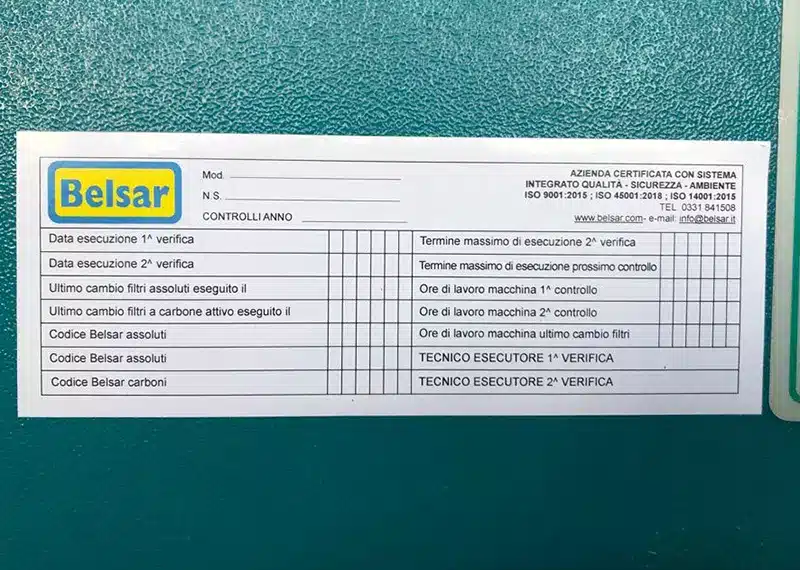 Belsar
Mod.
N.S.
CONTROLLI ANNO
AZIENDA CERTIFICATA CON SISTEMA
INTEGRATO QUALITÀ - SICUREZZA - AMBIENTE
ISO 9001:2015 ; ISO 45001:2018 ; ISO 14001:2015
TEL 0331 841508
www.belsar.com- e-mail: info@belsar.it
Data esecuzione 1^ verifica
Termine massimo di esecuzione 2^ verifica
Data esecuzione 2^ verifica
Termine massimo di esecuzione prossimo controllo
Ultimo cambio filtri assoluti eseguito il
Ore di lavoro macchina 1^ controllo
Ultimo cambio filtri a carbone attivo eseguito il
Ore di lavoro macchina 2^ controllo
Codice Belsar assoluti
Ore di lavoro macchina ultimo cambio filtri
Codice Belsar assoluti
TECNICO ESECUTORE 1^ VERIFICA
Codice Belsar carboni
TECNICO ESECUTORE 2^ VERIFICA